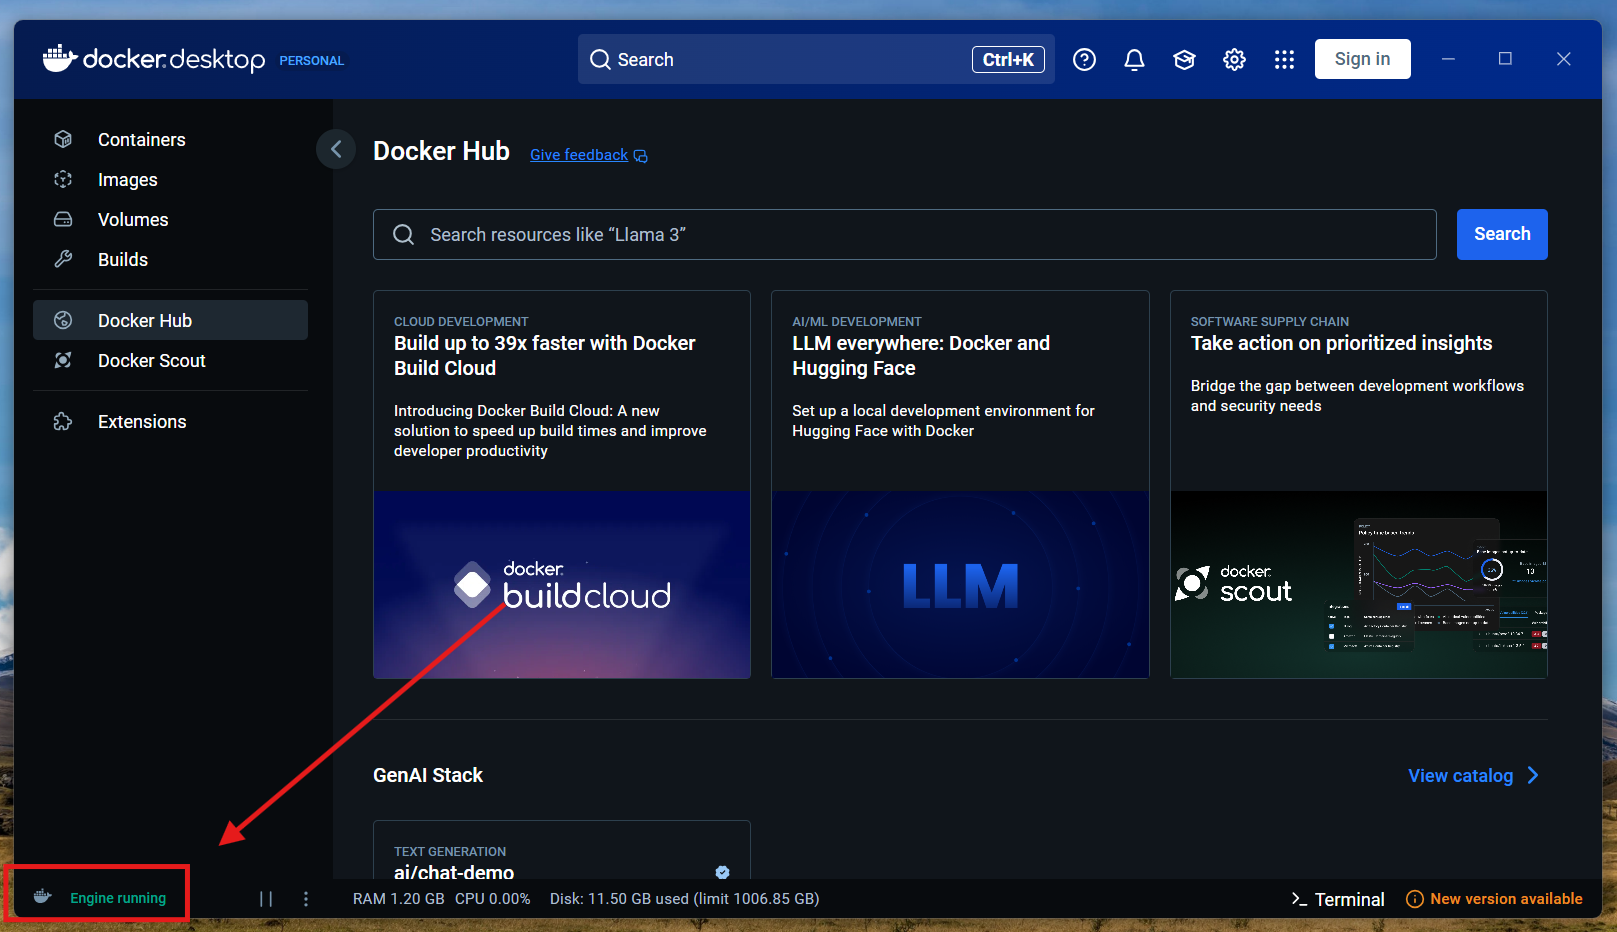 docker desktop PERSONAL
Search Ctrl+K
Sign in
Containers
Images
Volumes
Builds
Docker Hub
Docker Scout
Extensions
Docker Hub Give feedback
Search resources like “Llama 3”
Search
CLOUD DEVELOPMENT
Build up to 39x faster with Docker
Build Cloud
Introducing Docker Build Cloud: A new
solution to speed up build times and improve
developer productivity
docker
build cloud
AI/ML DEVELOPMENT
LLM everywhere: Docker and
Hugging Face
Set up a local development environment for
Hugging Face with Docker
LLM
SOFTWARE SUPPLY CHAIN
Take action on prioritized insights
Bridge the gap between development workflows
and security needs
docker
scout
GenAI Stack
View catalog
TEXT GENERATION
ai/chat-demo
Engine running
RAM 1.20 GB CPU 0.00% Disk: 11.50 GB used (limit 1006.85 GB)
Terminal
New version available